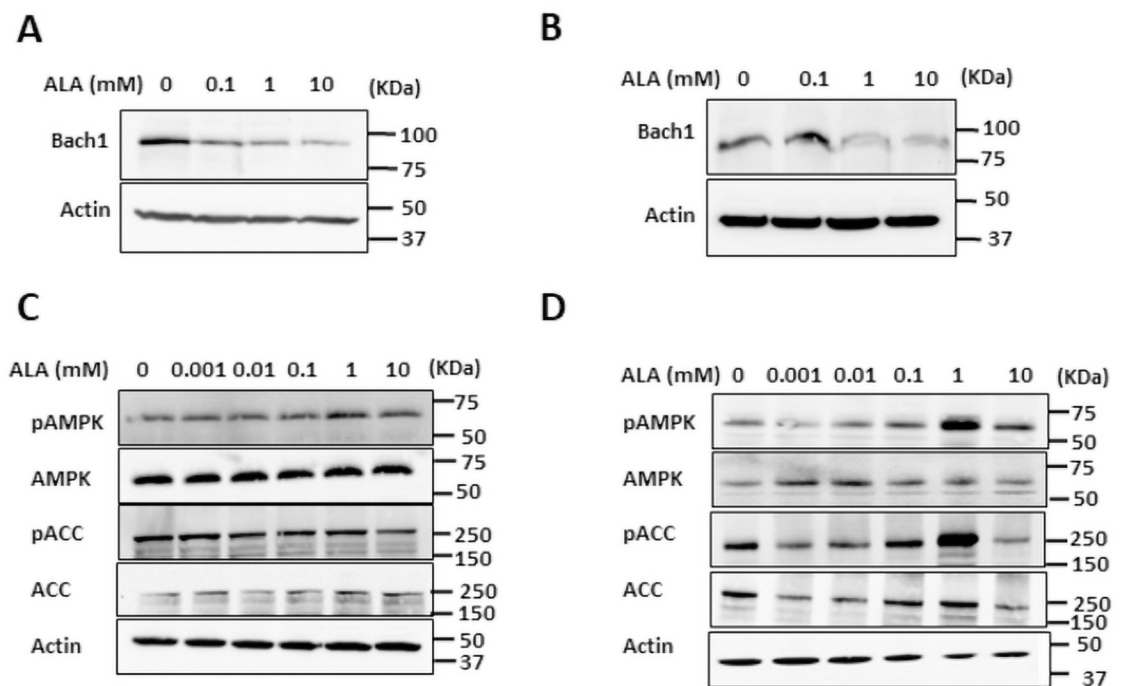 A
ALA (mM) 0 0.1 1 10 (KDa)
Bach1
100
75
Actin
50
37
B
ALA (mM) 0 0.1 1 10 (KDa)
Bach1
100
75
Actin
50
37
C
ALA (mM) 0 0.001 0.01 0.1 1 10 (KDa)
pAMPK
75
50
AMPK
75
50
pACC
250
150
ACC
250
150
Actin
50
37
D
ALA (mM) 0 0.001 0.01 0.1 1 10 (KDa)
pAMPK
75
50
AMPK
75
50
pACC
250
150
ACC
250
150
Actin
50
37